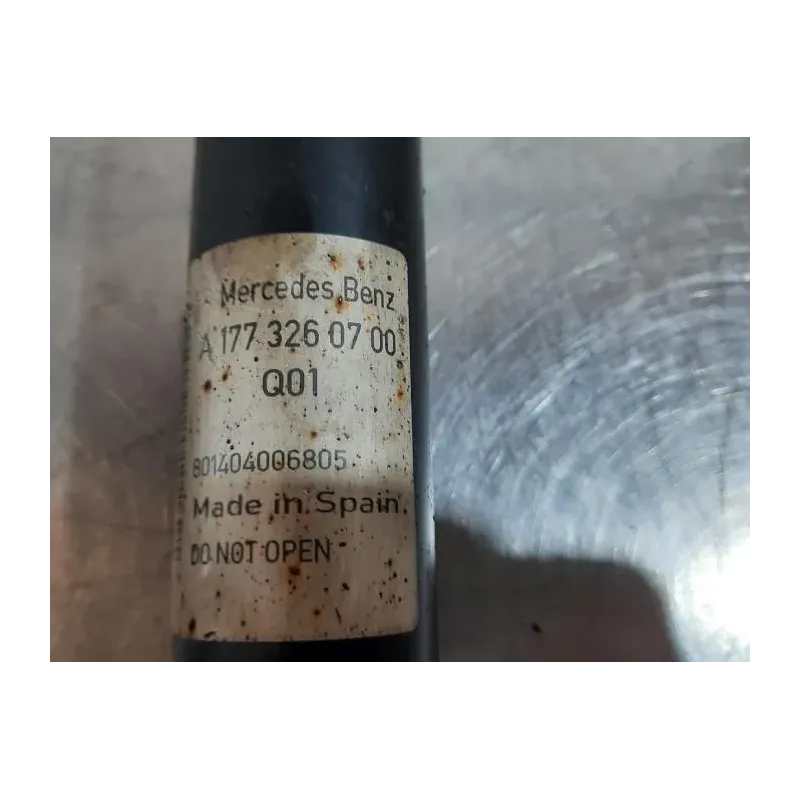 Mercedes Benz
A 177 326 07 00
Q01
801404006805
Made in Spain.
DO NOT OPEN